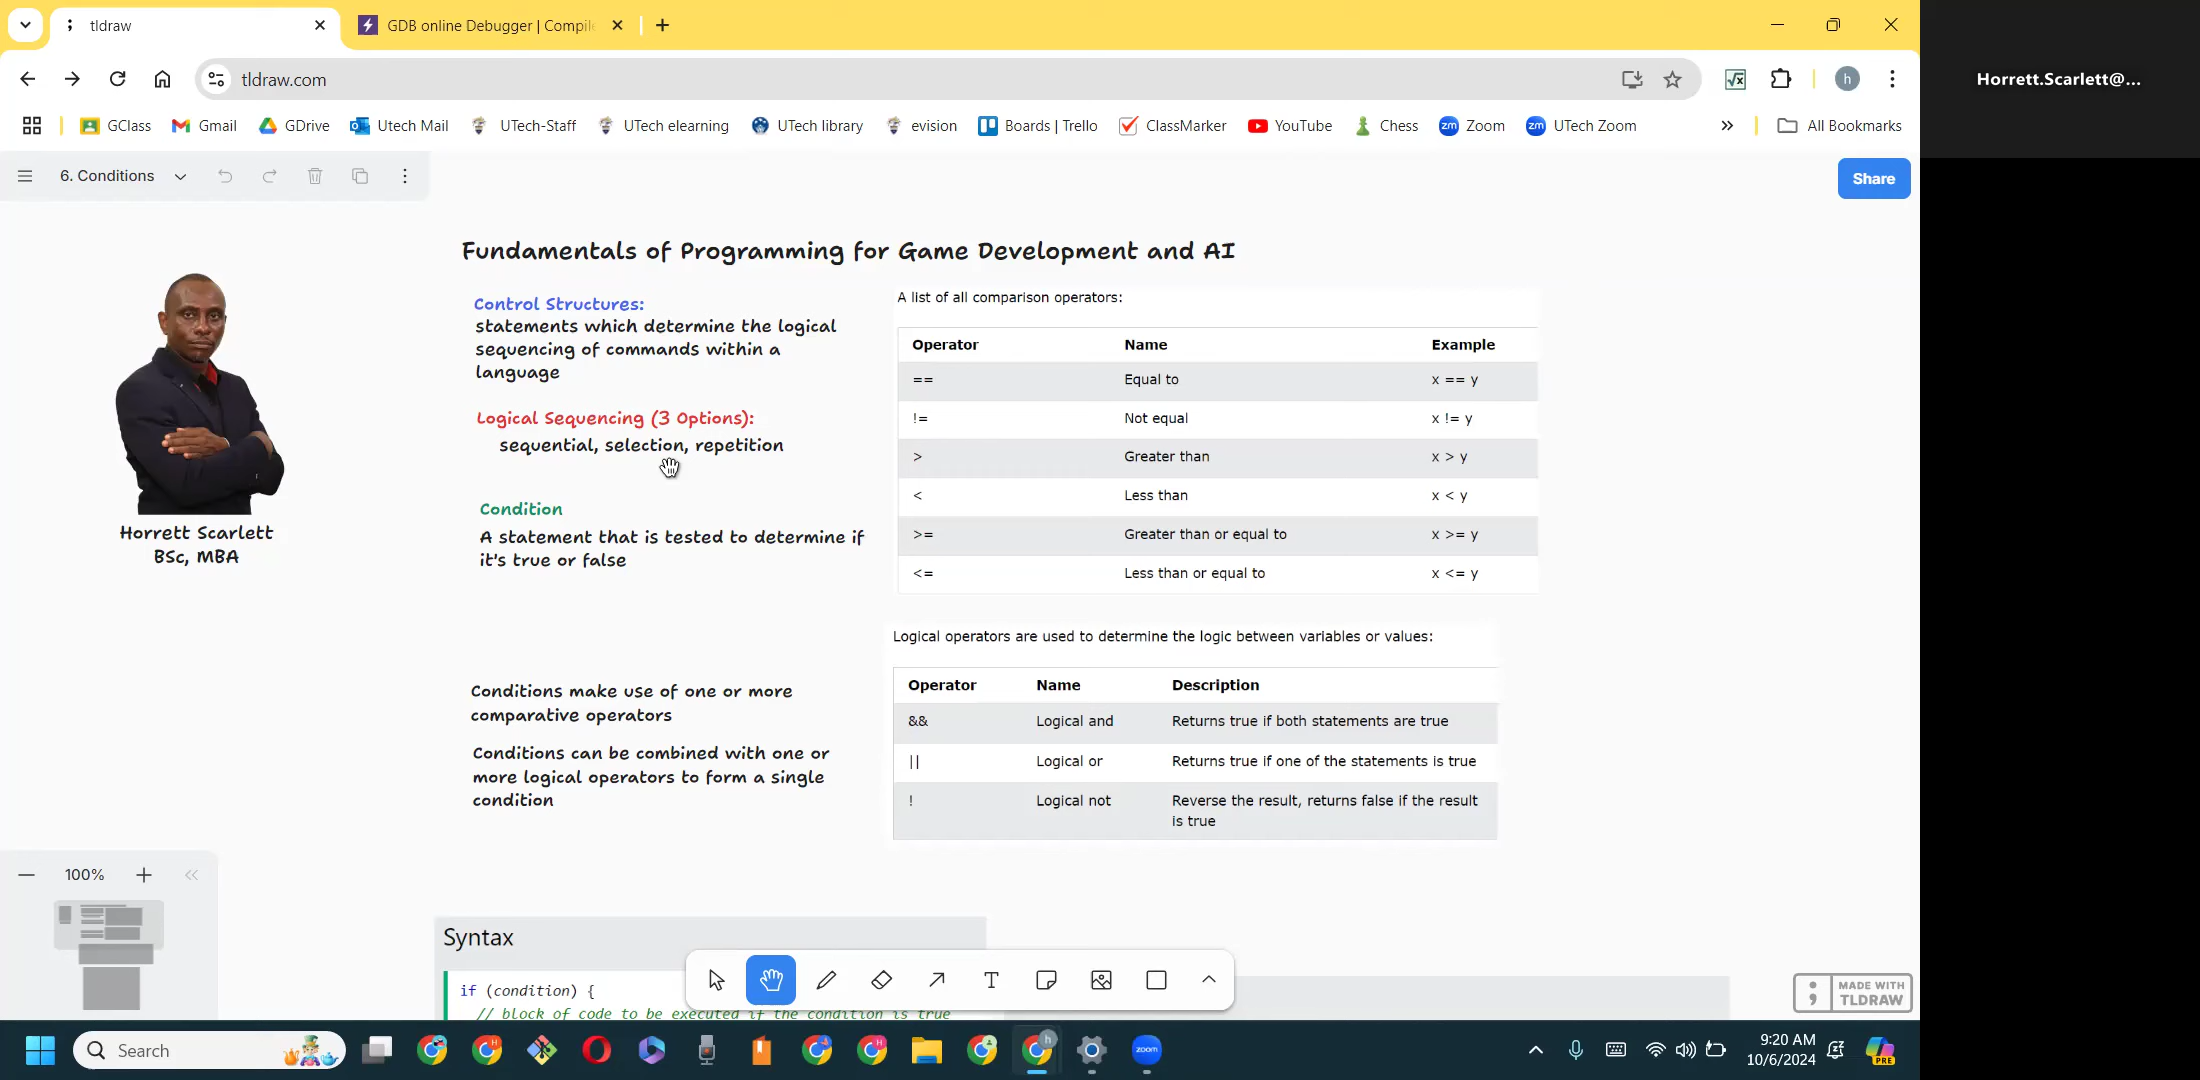 tldraw
GDB online Debugger | Compile
Horrett.Scarlett@...
tldraw.com
h
GClass
Gmail
GDrive
Utech Mail
UTech-Staff
UTech elearning
UTech library
evision
Boards | Trello
ClassMarker
YouTube
Chess
Zoom
UTech Zoom
All Bookmarks
6. Conditions
Share
Fundamentals of Programming for Game Development and AI
Control Structures:
statements which determine the logical
sequencing of commands within a
language
Logical Sequencing (3 Options):
sequential, selection, repetition
Condition
A statement that is tested to determine if
it's true or false
Horrett Scarlett
BSc, MBA
A list of all comparison operators:
Operator Name Example
== Equal to x == y
!= Not equal x != y
> Greater than x > y
< Less than x < y
>= Greater than or equal to x >= y
<= Less than or equal to x <= y
Conditions make use of one or more
comparative operators
Conditions can be combined with one or
more logical operators to form a single
condition
Logical operators are used to determine the logic between variables or values:
Operator Name Description
&& Logical and Returns true if both statements are true
|| Logical or Returns true if one of the statements is true
! Logical not Reverse the result, returns false if the result
is true
100%
Syntax
if (condition) {
// block of code to be executed if the condition is true
MADE WITH
TLDRAW
Search
zoom
9:20 AM
10/6/2024
PRE